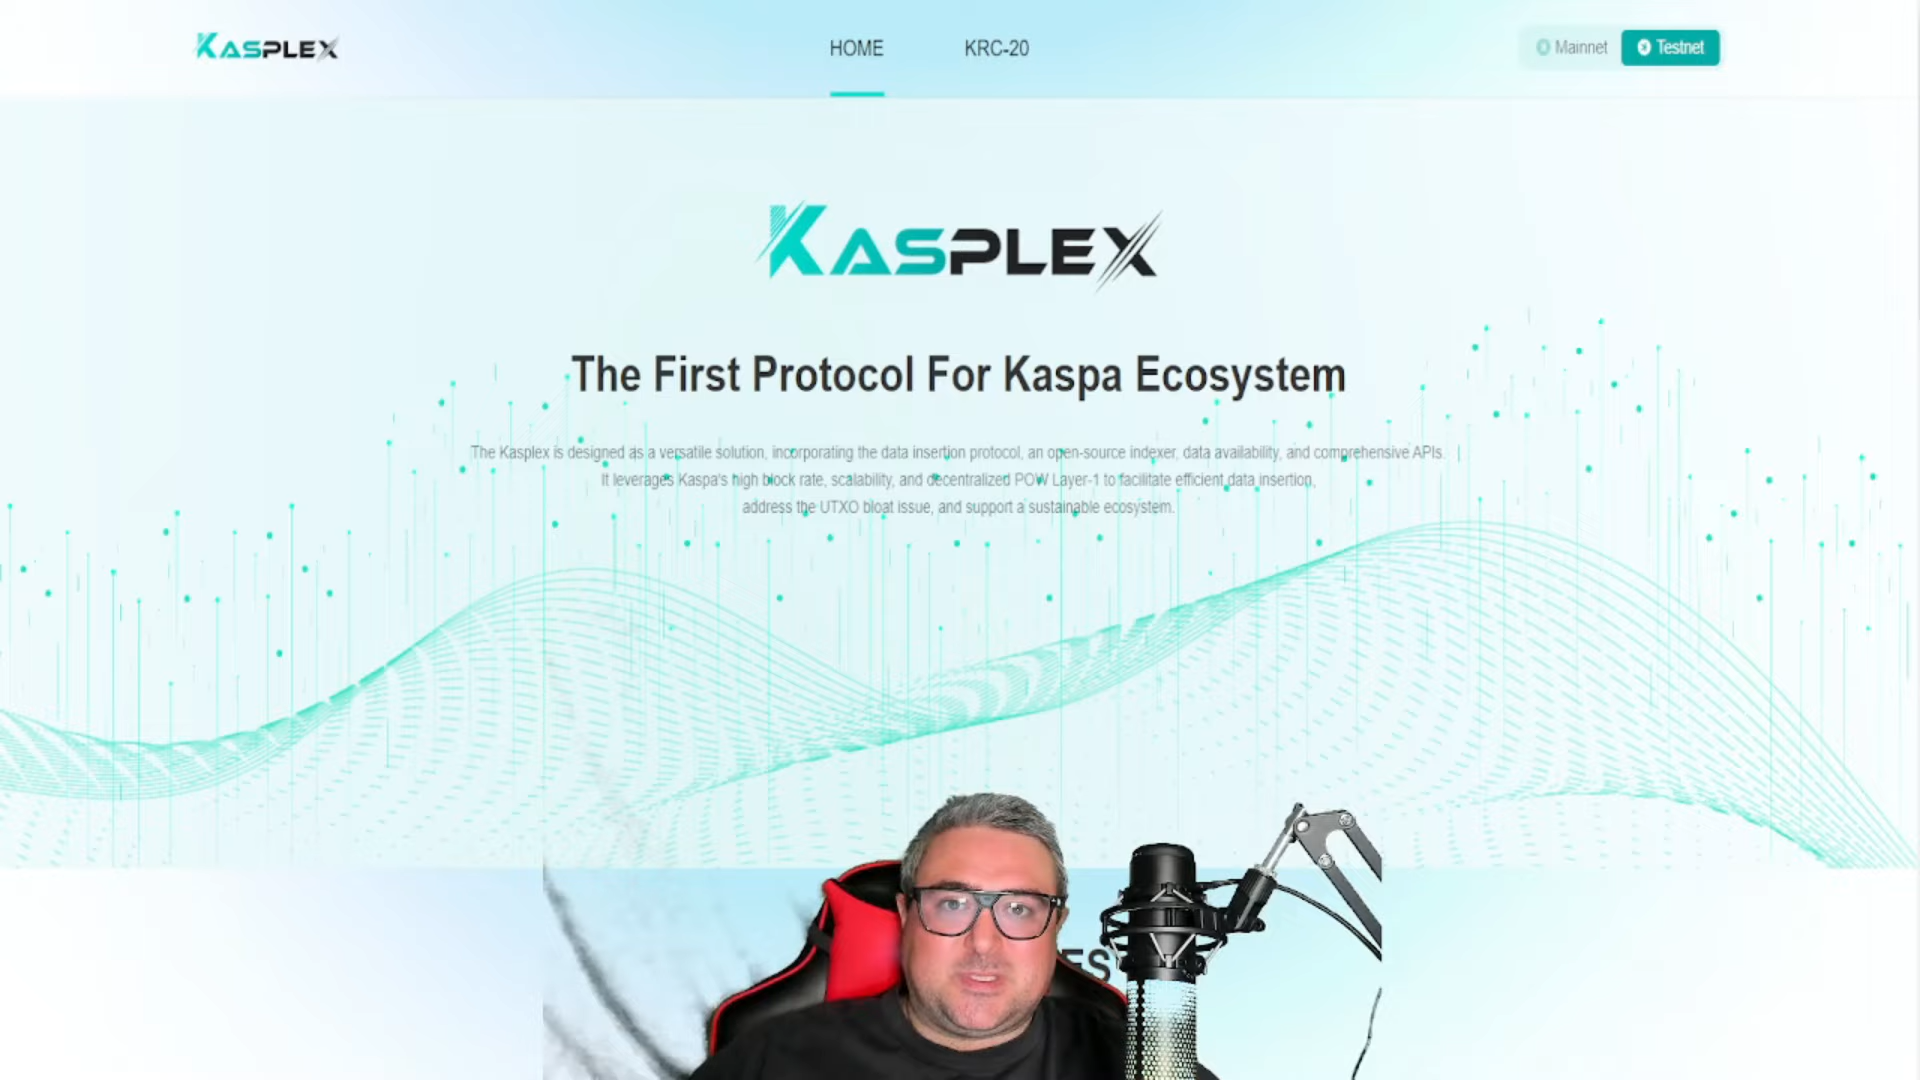 KASPLEX
HOME
KRC-20
Mainnet
Testnet
KASPLEX
The First Protocol For Kaspa Ecosystem
The Kasplex is designed as a versatile solution, incorporating the data insertion protocol, an open-source indexer, data availability, and comprehensive APIs.
It leverages Kaspa's high block rate, scalability, and decentralized POW Layer-1 to facilitate efficient data insertion,
address the UTXO bloat issue, and support a sustainable ecosystem.